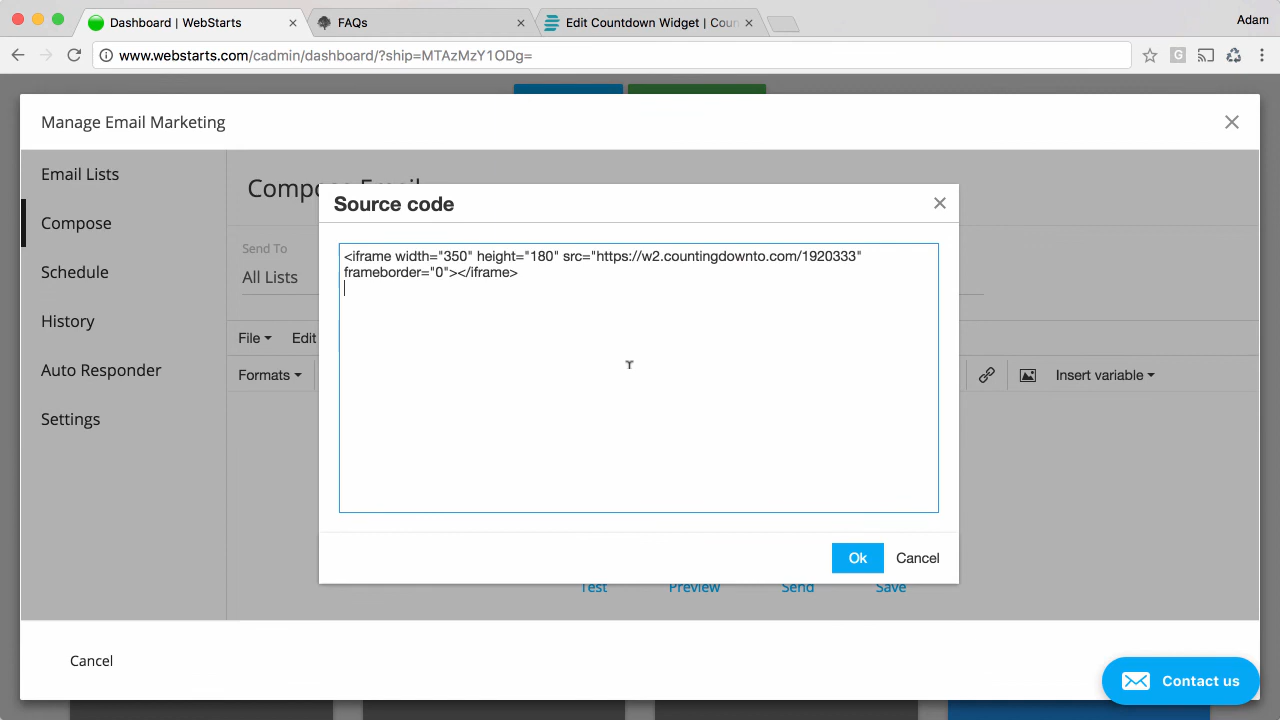 Dashboard | WebStarts
FAQs
Edit Countdown Widget | Coun
Adam
www.webstarts.com/cadmin/dashboard/?ship=MTAzMzY1ODg=
Manage Email Marketing
Email Lists
Compose
Schedule
History
Auto Responder
Settings
Compose Email
Send To
All Lists
File
Edit
Formats
Insert variable
Source code
<iframe width="350" height="180" src="https://w2.countingdownto.com/1920333"
frameborder="0"></iframe>
Ok
Cancel
Test
Preview
Send
Save
Cancel
Contact us